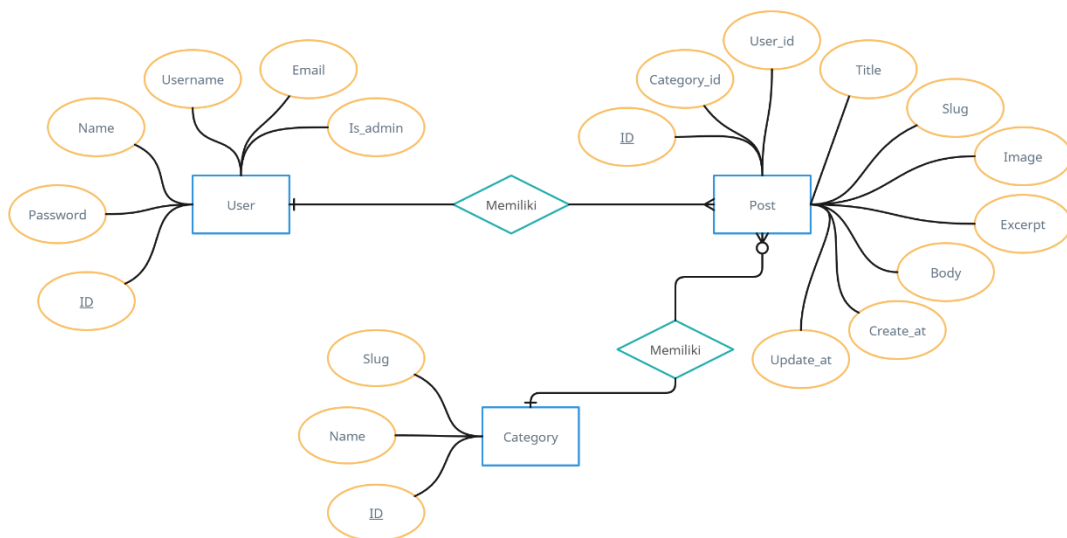 User_id
Email
Title
Username
Category_id
Slug
Name
Is_admin
ID
Image
User
Memiliki
Post
Password
Excerpt
Body
ID
Create_at
Memiliki
Slug
Update_at
Name
Category
ID